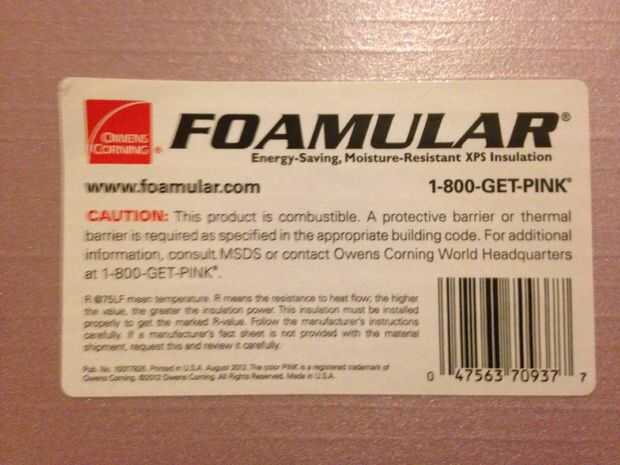 OWENS
CORNING®
FOAMULAR®
Energy-Saving, Moisture-Resistant XPS Insulation
www.foamular.com
1-800-GET-PINK®
CAUTION: This product is combustible. A protective barrier or thermal
barrier is required as specified in the appropriate building code. For additional
information, consult MSDS or contact Owens Corning World Headquarters
at 1-800-GET-PINK®.
R @75LF mean temperature. R means the resistance to heat flow; the higher
the value, the greater the insulation power. This insulation must be installed
properly to get the marked R-value. Follow the manufacturer's instructions
carefully. If a manufacturer's fact sheet is not provided with the material
shipment, request this and review it carefully.
Pub. No. Printed in U.S.A. August 2012. The color PINK is a registered trademark of
Owens Corning. ©2012 Owens Corning. All Rights Reserved. Made in U.S.A.
0 47563 70937 7